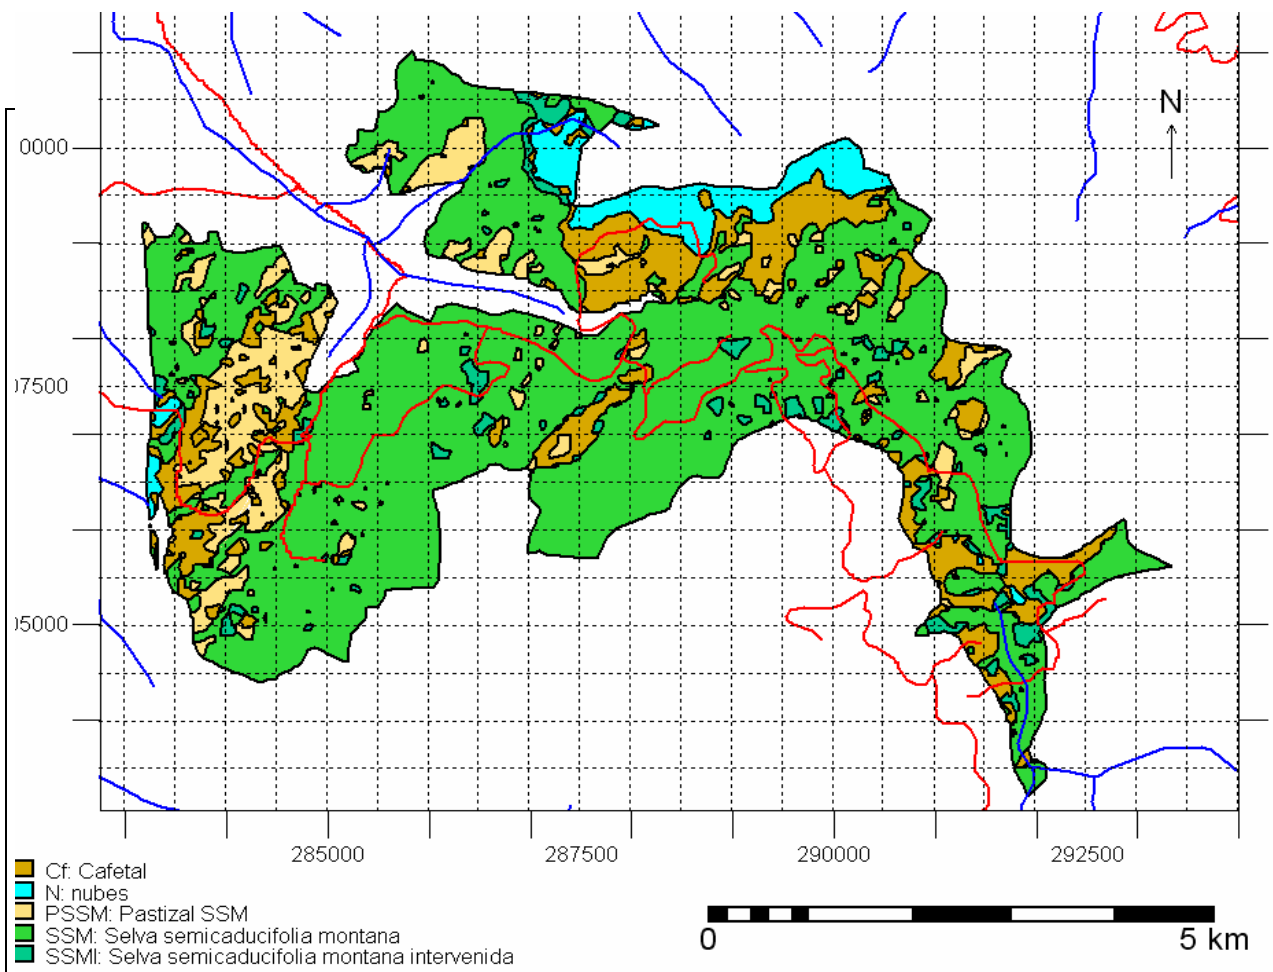 N
0000
07500
05000
285000
287500
290000
292500
Cf: Cafetal
N: nubes
PSSM: Pastizal SSM
SSM: Selva semicaducifolia montana
SSMI: Selva semicaducifolia montana intervenida
0
5 km